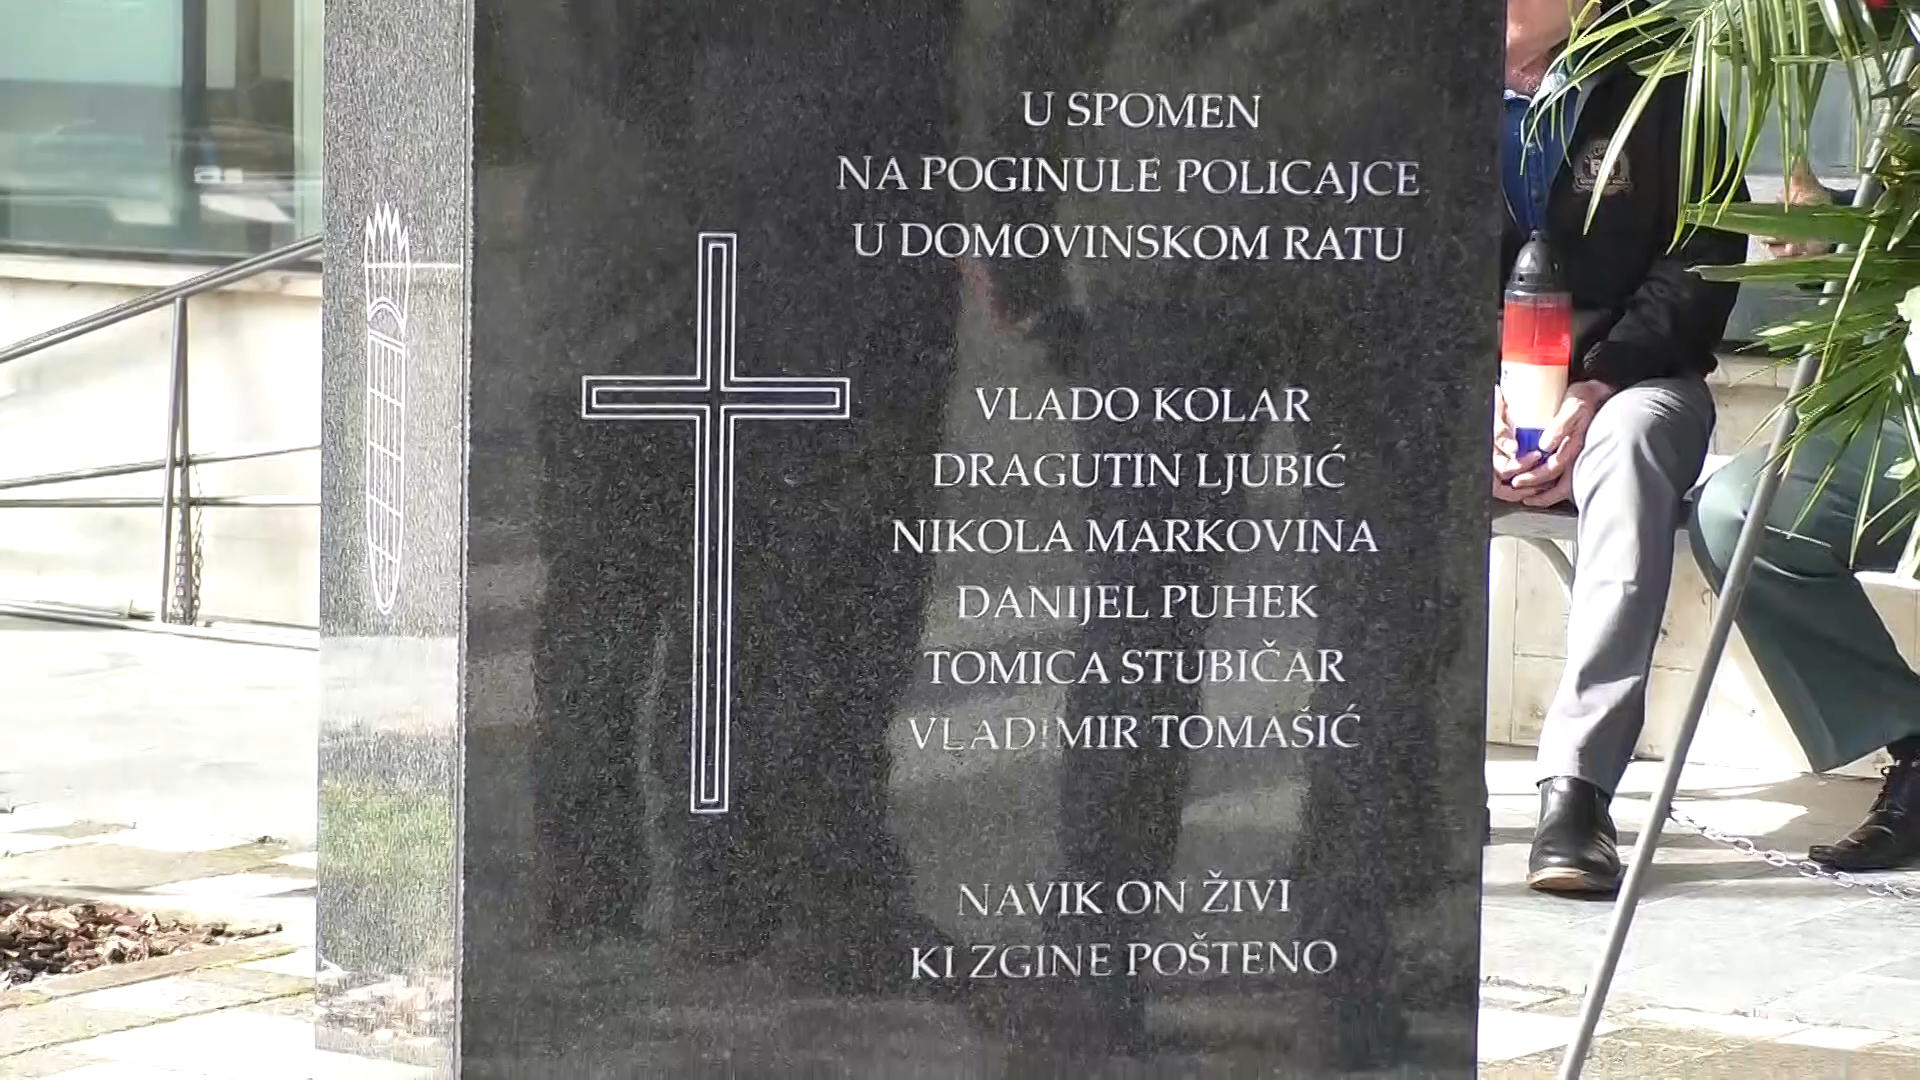 U SPOMEN
NA POGINULE POLICAJCE
U DOMOVINSKOM RATU
VLADO KOLAR
DRAGUTIN LJUBIĆ
NIKOLA MARKOVINA
DANIJEL PUHEK
TOMICA STUBIČAR
VLADIMIR TOMAŠIĆ
NAVIK ON ŽIVI
KI ZGINE POŠTENO